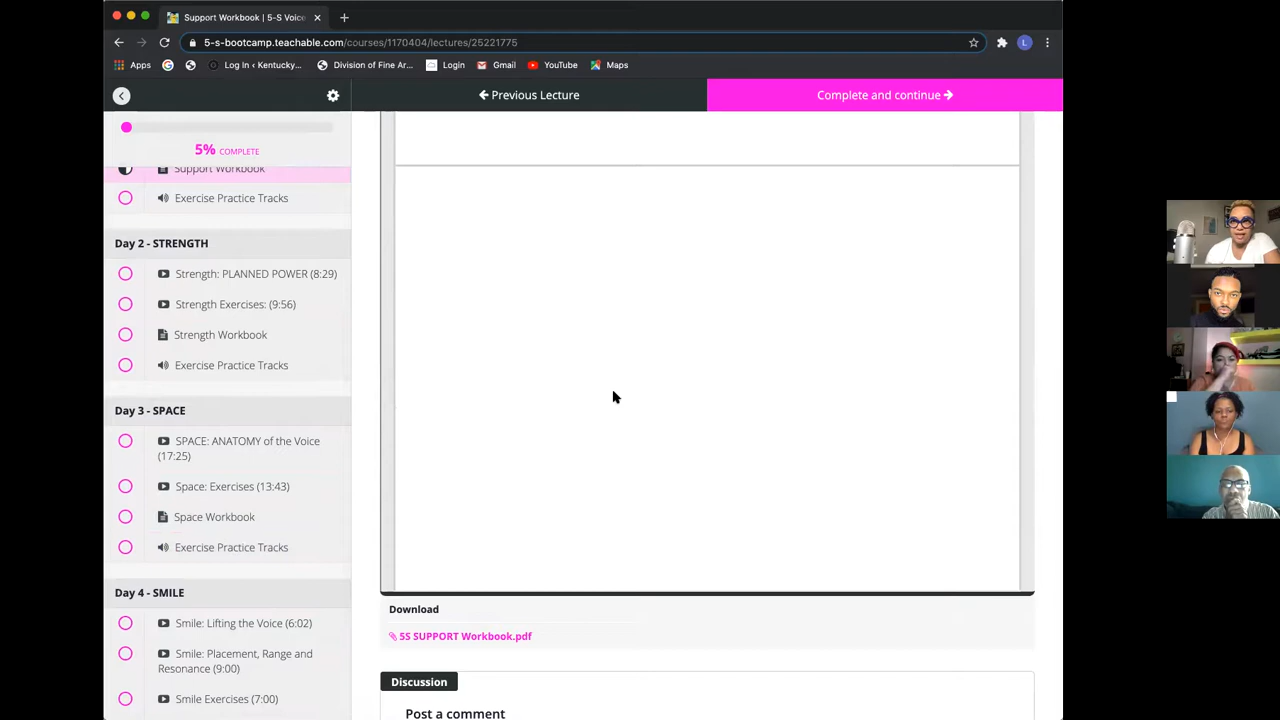 Support Workbook | 5-S Voice
5-s-bootcamp.teachable.com/courses/1170404/lectures/25221775
Apps
Log In ‹ Kentucky...
Division of Fine Ar...
Login
Gmail
YouTube
Maps
L
Previous Lecture
Complete and continue
5% COMPLETE
Support Workbook
Exercise Practice Tracks
Day 2 - STRENGTH
Strength: PLANNED POWER (8:29)
Strength Exercises: (9:56)
Strength Workbook
Exercise Practice Tracks
Day 3 - SPACE
SPACE: ANATOMY of the Voice
(17:25)
Space: Exercises (13:43)
Space Workbook
Exercise Practice Tracks
Day 4 - SMILE
Smile: Lifting the Voice (6:02)
Smile: Placement, Range and
Resonance (9:00)
Smile Exercises (7:00)
Download
5S SUPPORT Workbook.pdf
Discussion
Post a comment